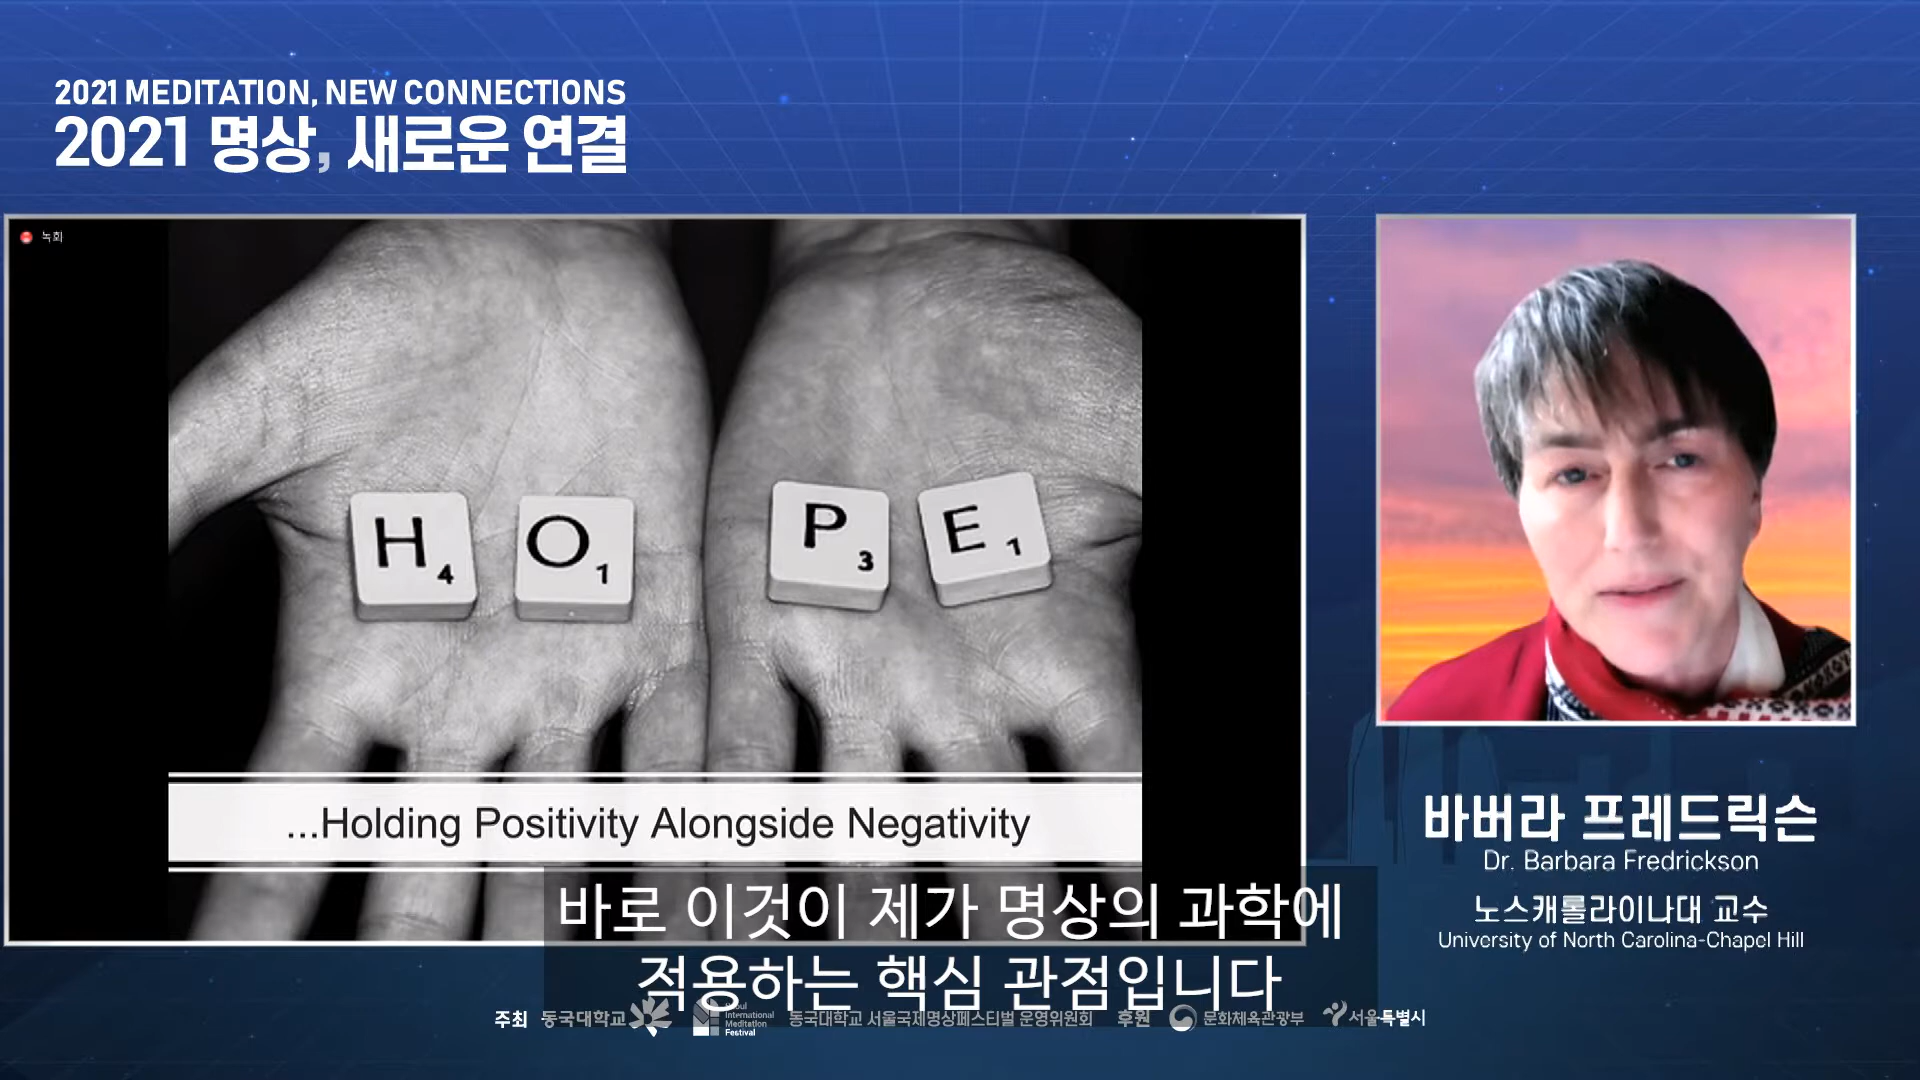 2021 MEDITATION, NEW CONNECTIONS
2021 명상, 새로운 연결
녹화
H4 O1 P3 E1
...Holding Positivity Alongside Negativity
바버라 프레드릭슨
Dr. Barbara Fredrickson
노스캐롤라이나대 교수
University of North Carolina-Chapel Hill
바로 이것이 제가 명상의 과학에
적용하는 핵심 관점입니다
주최 동국대학교 Seoul International Meditation Festival 동국대학교 서울국제명상페스티벌 운영위원회 후원 문화체육관광부 서울특별시